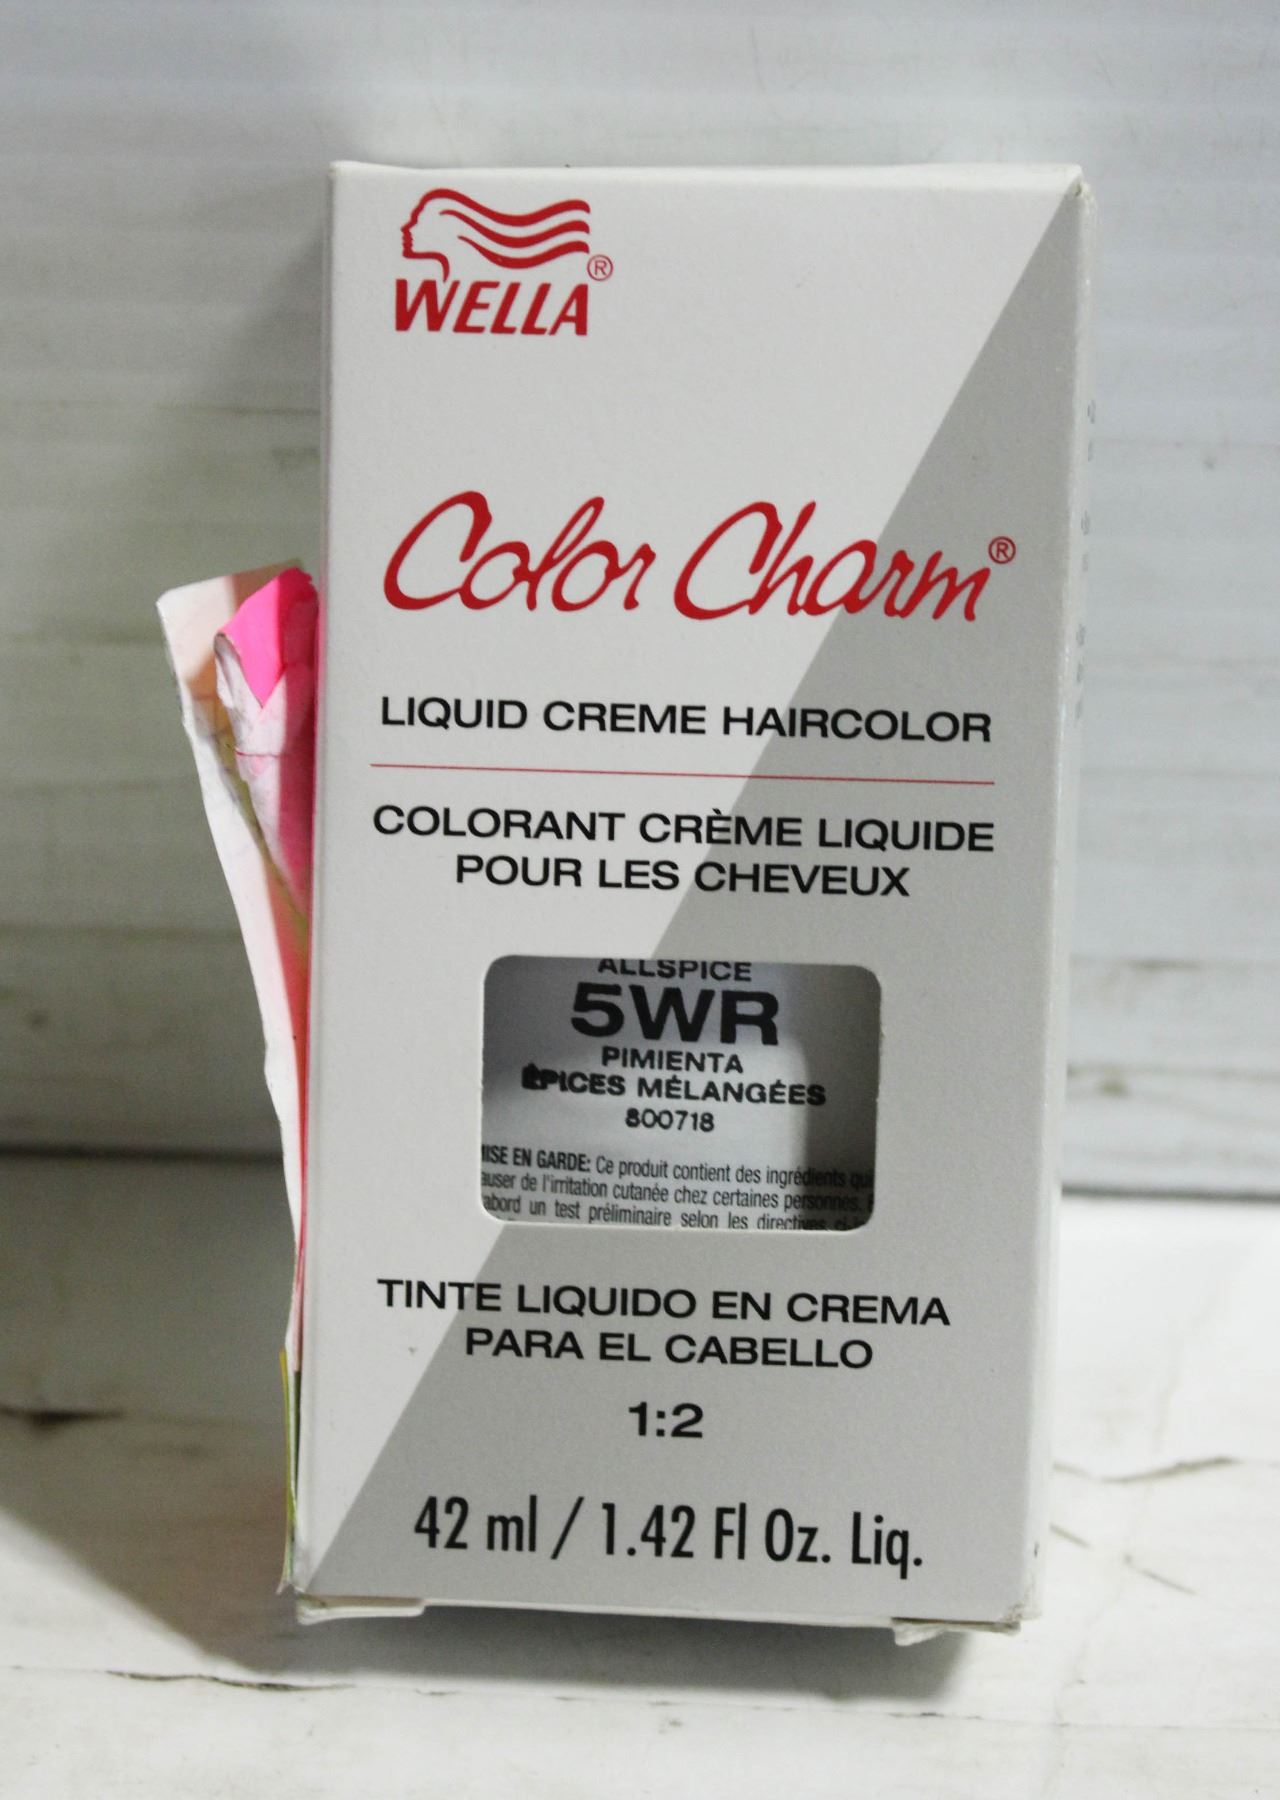 WELLA®
Color Charm®
LIQUID CREME HAIRCOLOR
COLORANT CRÈME LIQUIDE
POUR LES CHEVEUX
ALLSPICE
5WR
PIMIENTA
ÉPICES MÉLANGÉES
800718
MISE EN GARDE: Ce produit contient des ingrédients qui
de l'irritation cutanée chez certaines personnes.
un test préliminaire selon les directives
TINTE LIQUIDO EN CREMA
PARA EL CABELLO
1:2
42 ml / 1.42 Fl Oz. Liq.